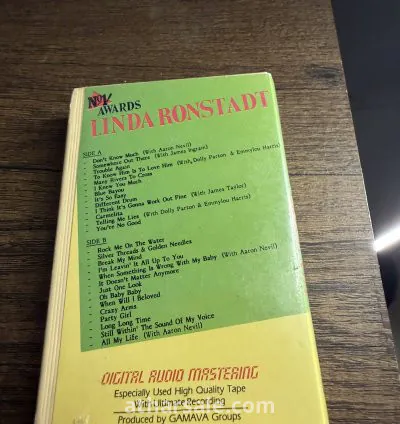 No1
AWARDS
LINDA RONSTADT
SIDE A
- Don't Know Much (With Aaron Nevil)
- Somewhere Out There (With James Ingram)
- Trouble Again
- To Know Him Is To Love Him (With Dolly Parton & Emmylou Harris)
- Many Rivers To Cross
- I Knew You Much
- Blue Bayou
- It's So Easy
- Different Drum
- I Think It's Gonna Work Out Fine (With James Taylor)
- Carmelita
- Telling Me Lies (With Dolly Parton & Emmylou Harris)
- You're No Good
SIDE B
- Rock Me On The Water
- Silver Threads & Golden Needles
- Break My Mind
- I'm Leavin' It All Up To You
- When Something Is Wrong With My Baby (With Aaron Nevil)
- It Doesn't Matter Anymore
- Just One Look
- Oh Baby Baby
- When Will I Beloved
- Crazy Arms
- Party Girl
- Long Long Time
- Still Within' The Sound Of My Voice
- All My Life (With Aaron Nevil)
DIGITAL AUDIO MASTERING
Especially Used High Quality Tape
With Ultimate Recording
Produced by GAMAVA Groups